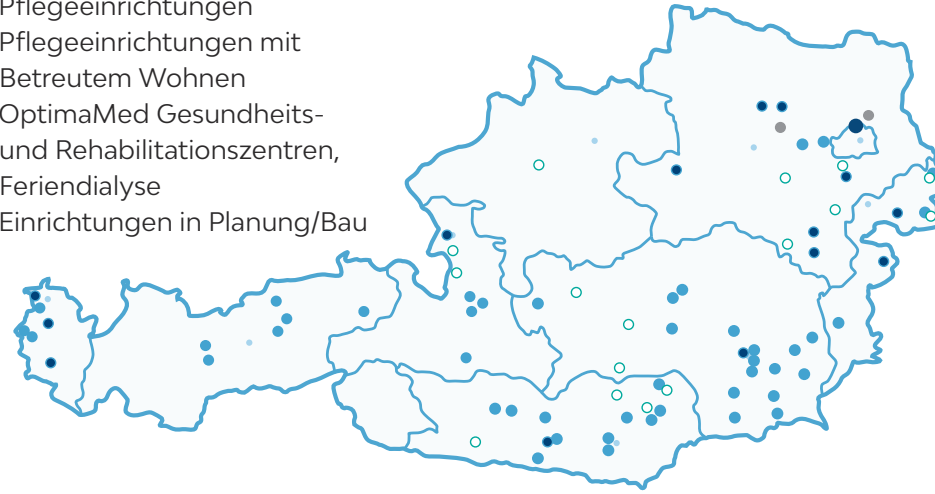 Pflegeeinrichtungen
Pflegeeinrichtungen mit
Betreutem Wohnen
OptimaMed Gesundheits-
und Rehabilitationszentren,
Feriendialyse
Einrichtungen in Planung/Bau